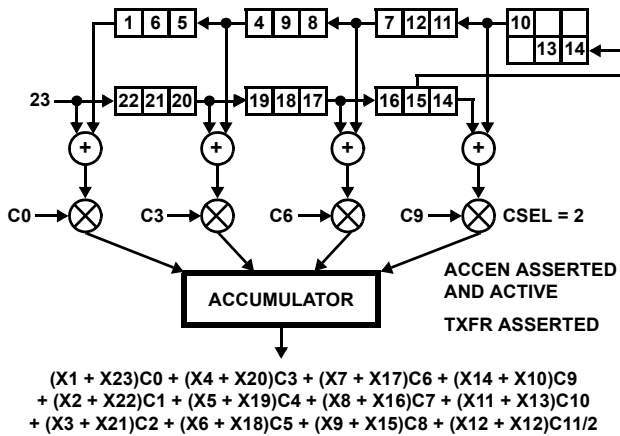 1 6 5 4 9 8 7 12 11 10
13 14
23 22 21 20 19 18 17 16 15 14
+ + + +
C0 C3 C6 C9 CSEL = 2
ACCEN ASSERTED
AND ACTIVE
ACCUMULATOR
TXFR ASSERTED
(X1 + X23)C0 + (X4 + X20)C3 + (X7 + X17)C6 + (X14 + X10)C9
+ (X2 + X22)C1 + (X5 + X19)C4 + (X8 + X16)C7 + (X11 + X13)C10
+ (X3 + X21)C2 + (X6 + X18)C5 + (X9 + X15)C8 + (X12 + X12)C11/2